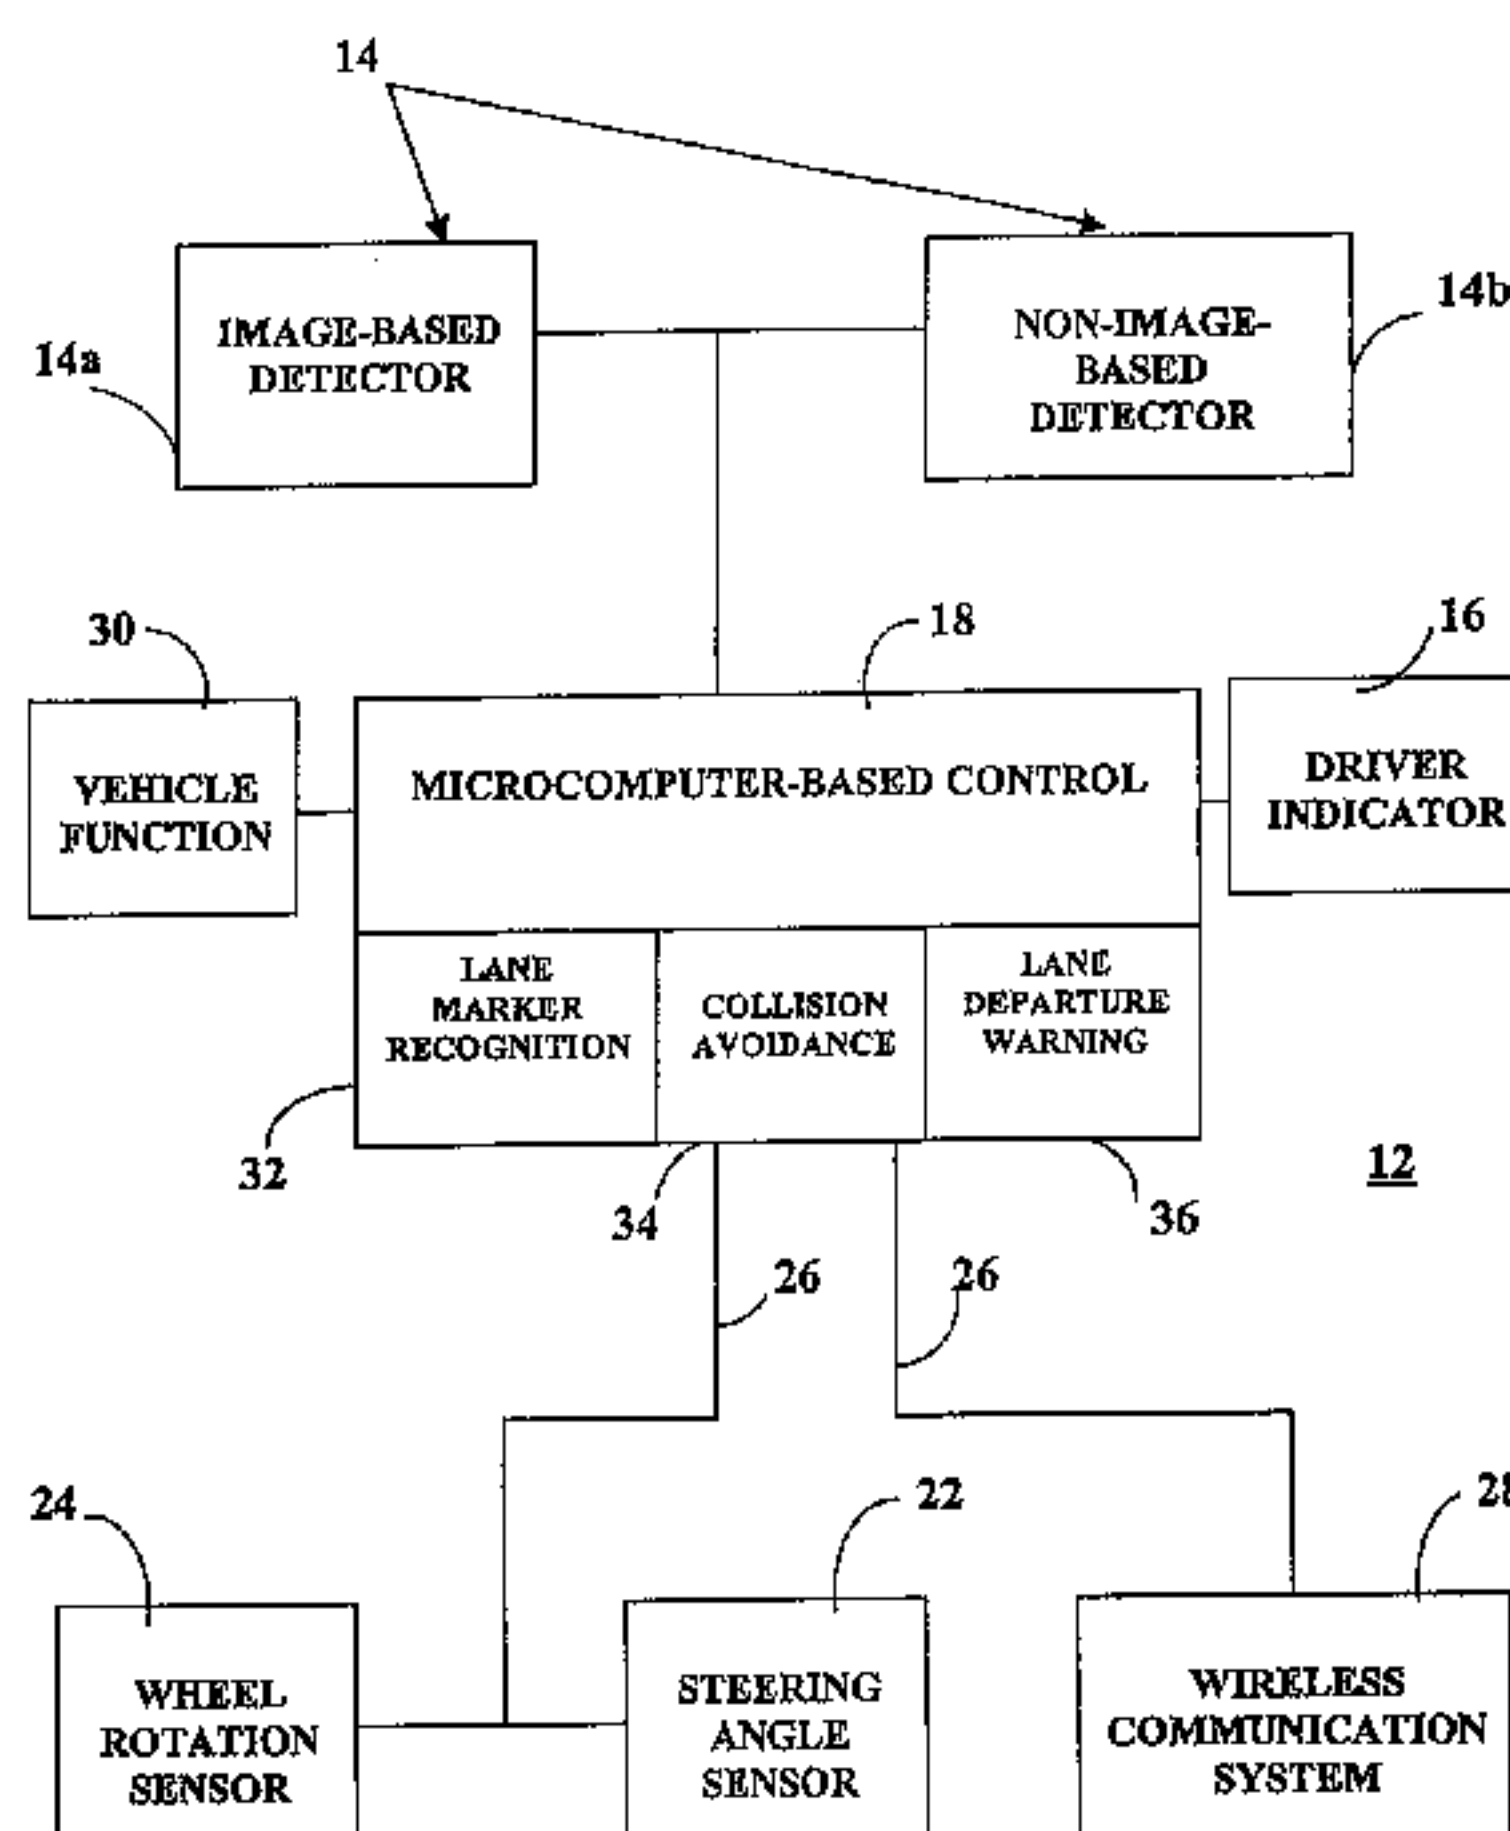 14
IMAGE-BASED
DETECTOR
14a
NON-IMAGE-
BASED
DETECTOR
14b
30
18
16
VEHICLE
FUNCTION
MICROCOMPUTER-BASED CONTROL
DRIVER
INDICATOR
LANE
MARKER
RECOGNITION
COLLISION
AVOIDANCE
LANE
DEPARTURE
WARNING
32
34
36
12
26
26
24
22
28
WHEEL
ROTATION
SENSOR
STEERING
ANGLE
SENSOR
WIRELESS
COMMUNICATION
SYSTEM